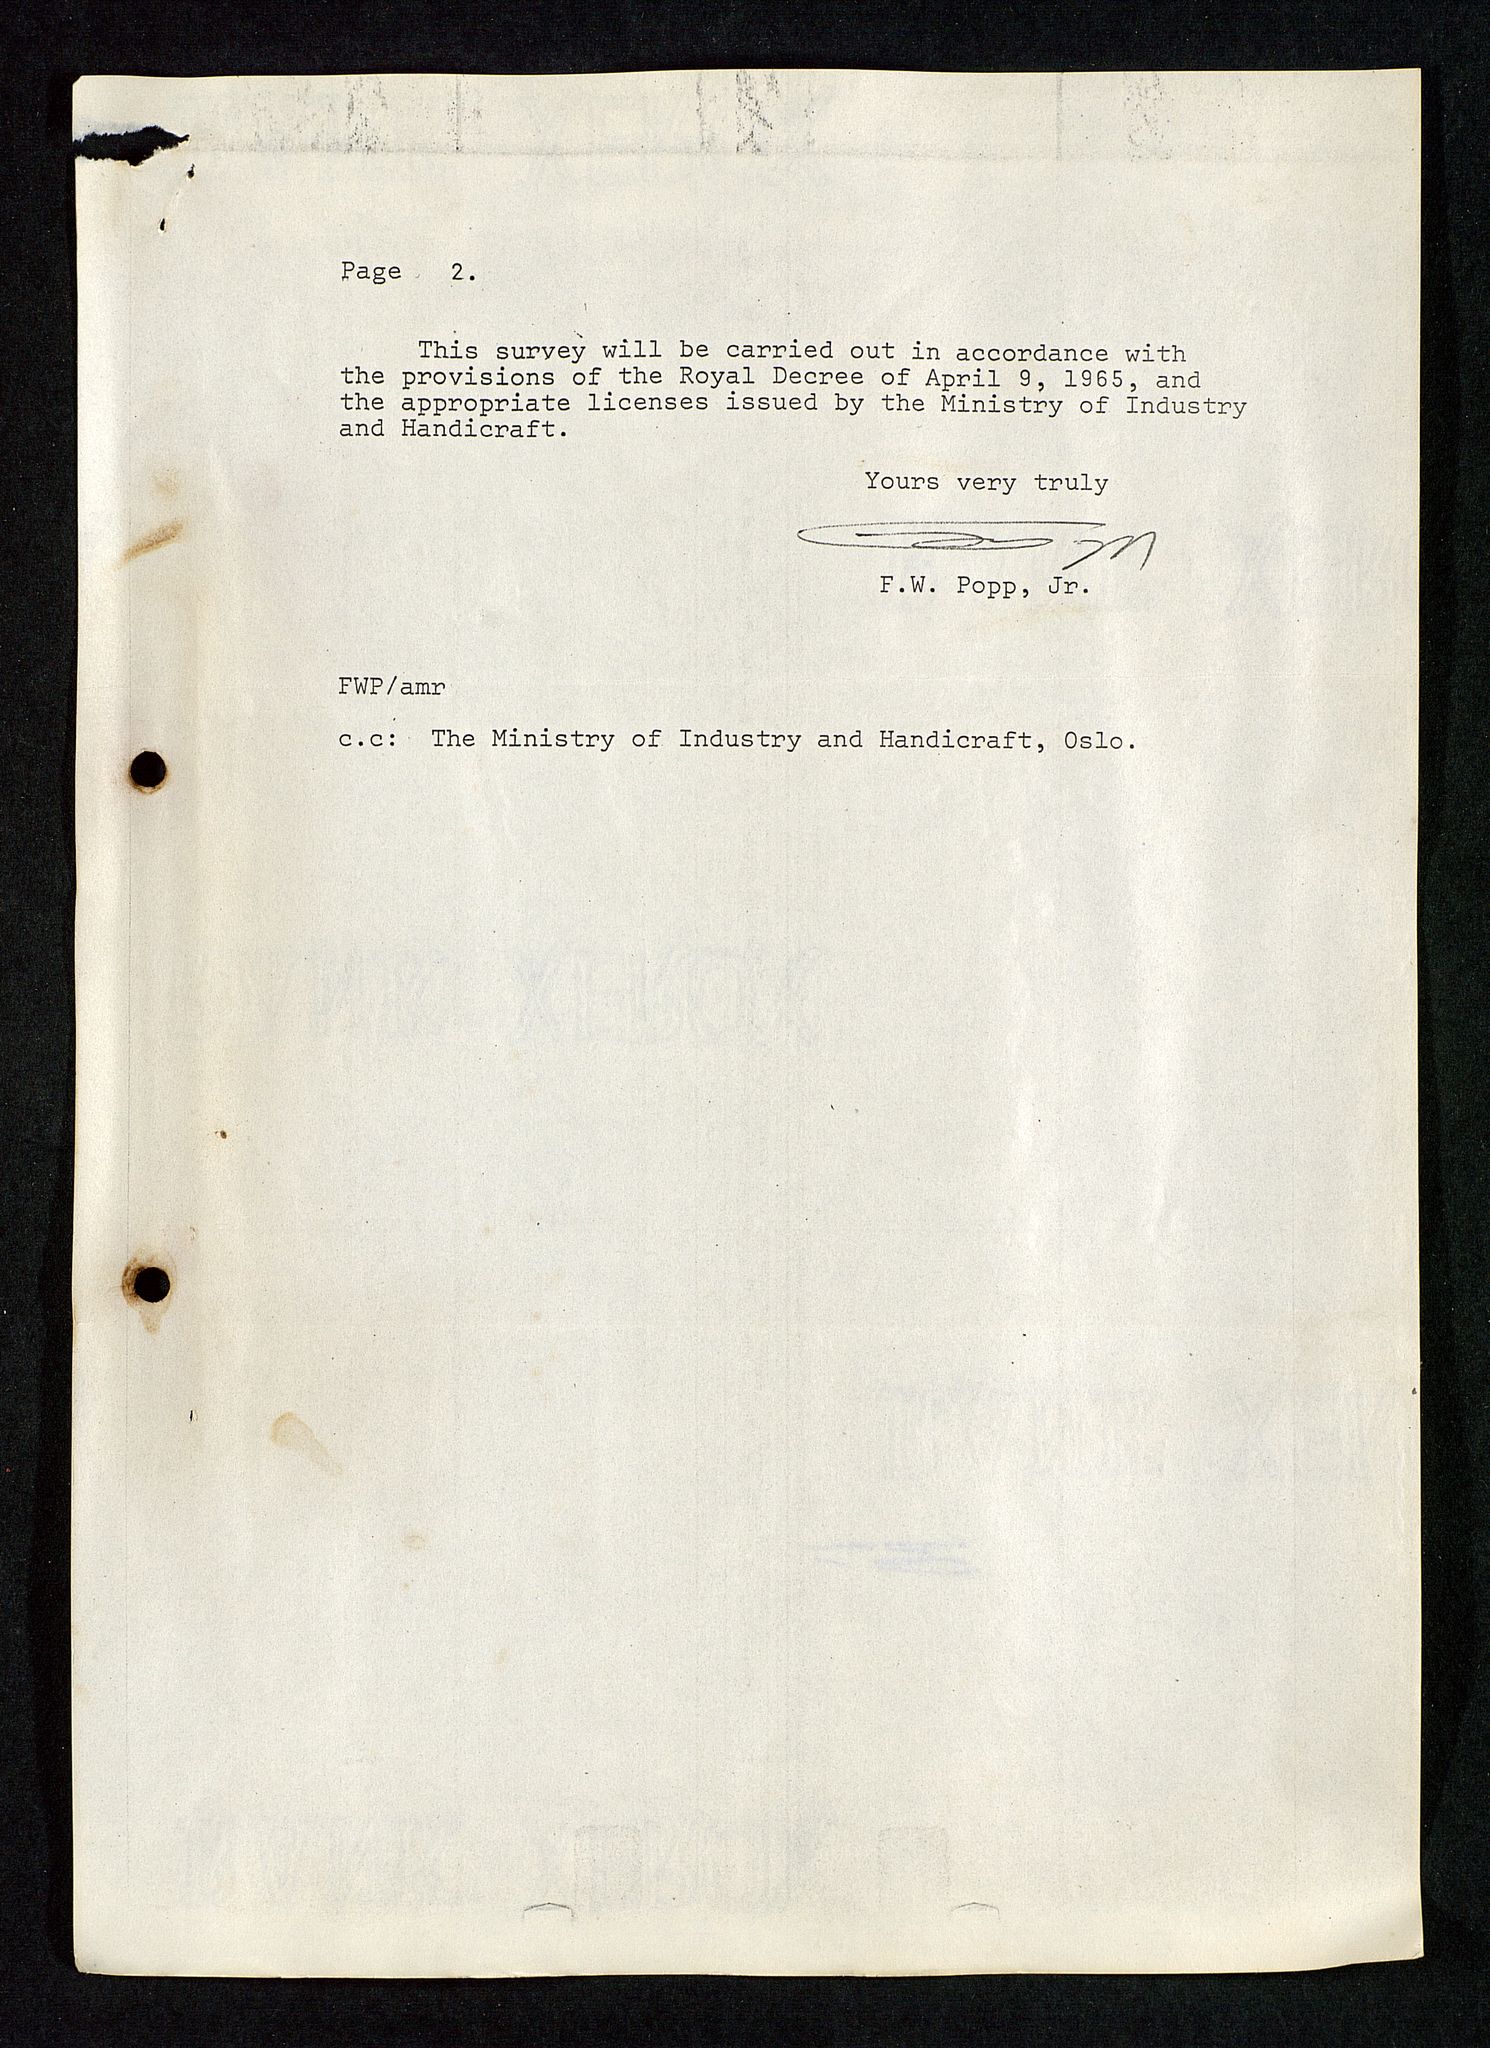 Page 2.
This survey will be carried out in accordance with
the provisions of the Royal Decree of April 9, 1965, and
the appropriate licenses issued by the Ministry of Industry
and Handicraft.
Yours very truly
F.W. Popp, Jr.
FWP/amr
c.c: The Ministry of Industry and Handicraft, Oslo.